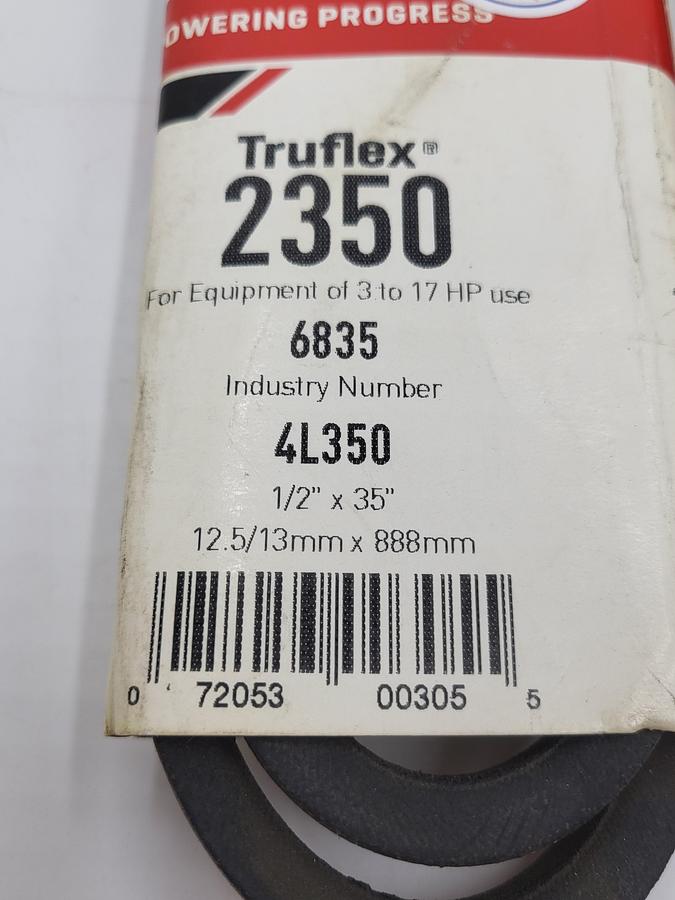 OWERING PROGRESS
Truflex®
2350
For Equipment of 3 to 17 HP use
6835
Industry Number
4L350
1/2" x 35"
12.5/13mm x 888mm
0 72053 00305 5